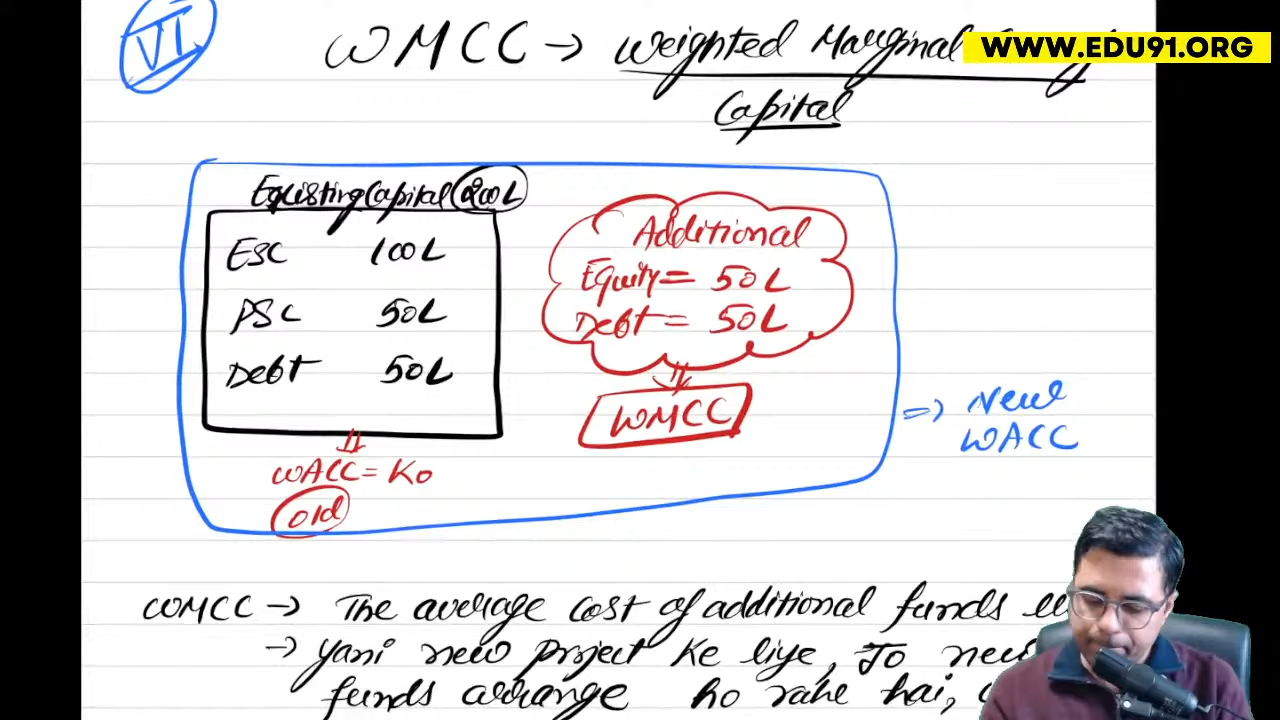 VI
WMCC → Weighted Marginal
Capital
WWW.EDU91.ORG
Equisting Capital 200L
ESC 100L
PSC 50L
Debt 50L
WACC = Ko
old
Additional
Equity = 50L
Debt = 50L
WMCC
⇒ New
WACC
WMCC → The average cost of additional funds
→ Yani new project ke liye, Jo new
funds arrange ho rahe hai,